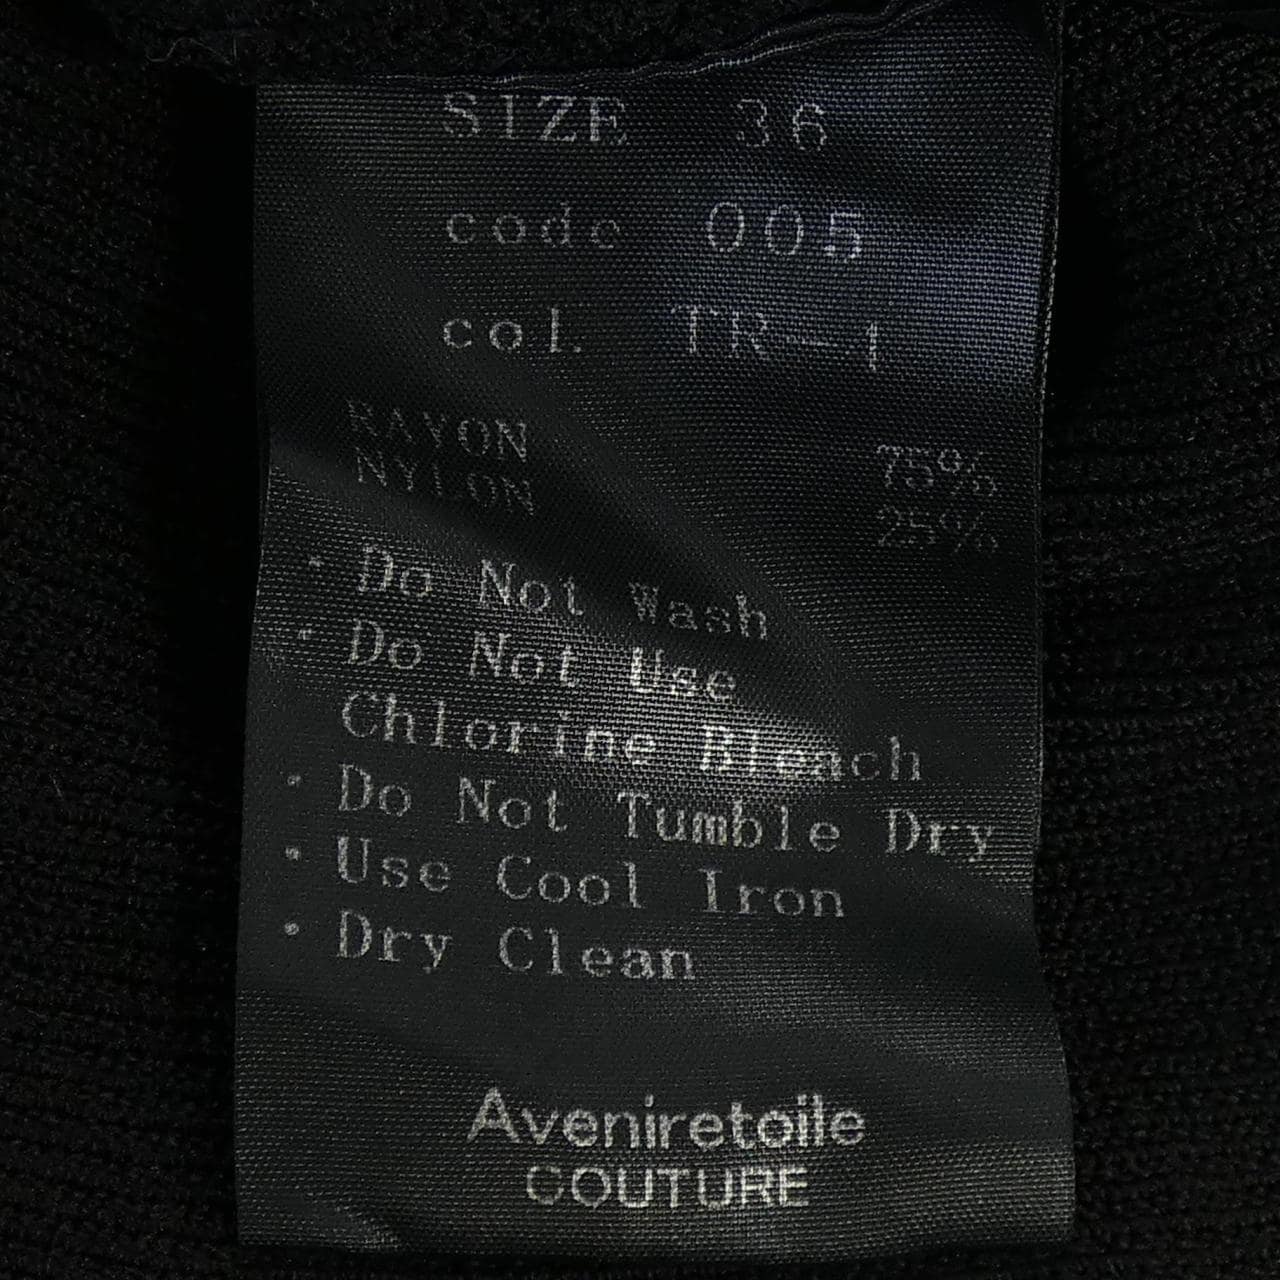 SIZE 36
code 005
col. TR-1
RAYON 75%
NYLON 25%
・Do Not Wash
・Do Not Use
Chlorine Bleach
・Do Not Tumble Dry
・Use Cool Iron
・Dry Clean
Aveniretoile
COUTURE